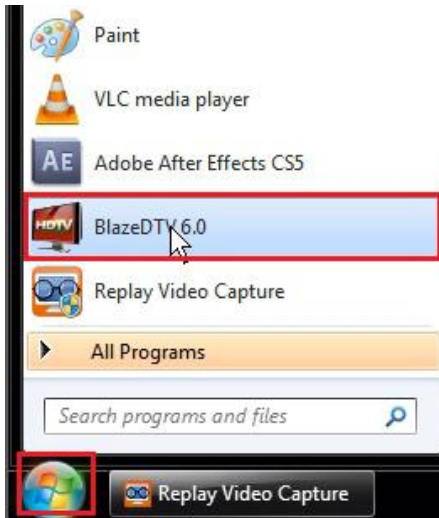 Paint
VLC media player
AE
Adobe After Effects CS5
HDTV
BlazeDTV 6.0
Replay Video Capture
All Programs
Search programs and files
Replay Video Capture